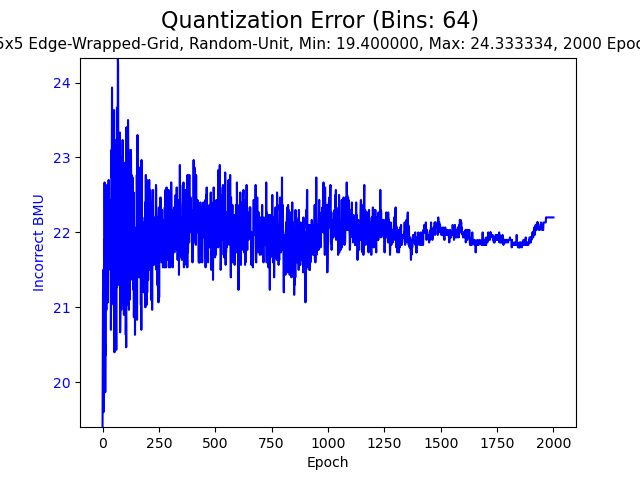 Quantization Error (Bins: 64)
5x5 Edge-Wrapped-Grid, Random-Unit, Min: 19.400000, Max: 24.333334, 2000 Epoc
24
23
22
21
20
Incorrect BMU
0 250 500 750 1000 1250 1500 1750 2000
Epoch